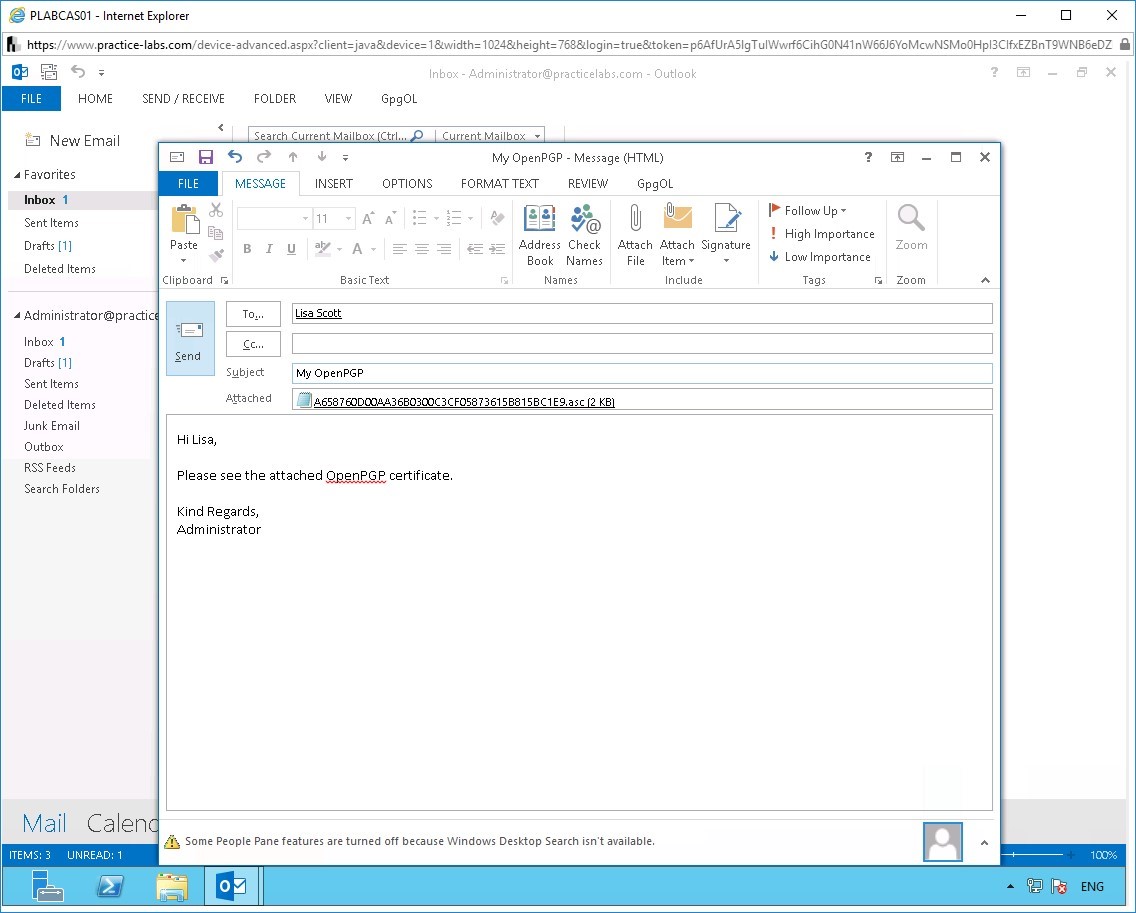 PLABCAS01 - Internet Explorer
https://www.practice-labs.com/device-advanced.aspx?client=java&device=1&width=1024&height=768&login=true&token=p6AfUrA5lgTulWwrf6CihG0N41nW66J6YoMcwNSMo0Hpl3ClfxEZBnT9WNB6eDZ
Inbox - Administrator@practicelabs.com - Outlook
FILE HOME SEND / RECEIVE FOLDER VIEW GpgOL
New Email
Search Current Mailbox (Ctrl... Current Mailbox
My OpenPGP - Message (HTML)
FILE MESSAGE INSERT OPTIONS FORMAT TEXT REVIEW GpgOL
Favorites
Inbox 1
Sent Items
Drafts [1]
Deleted Items
Administrator@practice
Inbox 1
Drafts [1]
Sent Items
Deleted Items
Junk Email
Outbox
RSS Feeds
Search Folders
Paste
Clipboard
11
B I U
A
Basic Text
Address Book
Check Names
Names
Attach File
Attach Item
Signature
Include
Follow Up
High Importance
Low Importance
Tags
Zoom
Zoom
Send
To...
Lisa Scott
Cc...
Subject
My OpenPGP
Attached
A658760D00AA36B0300C3CF05873615B815BC1E9.asc (2 KB)
Hi Lisa,
Please see the attached OpenPGP certificate.
Kind Regards,
Administrator
Some People Pane features are turned off because Windows Desktop Search isn't available.
Mail Calend
ITEMS: 3 UNREAD: 1
100%
ENG